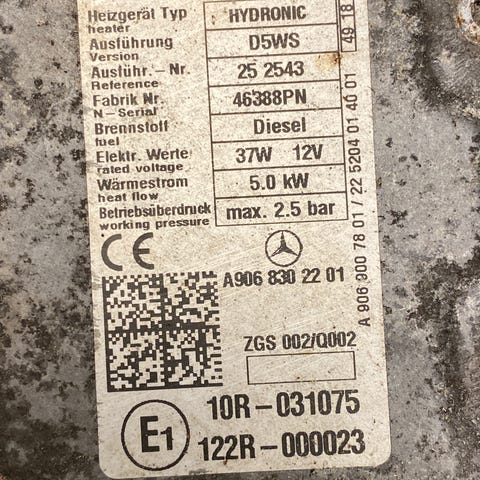 Heizgerät Typ HYDRONIC
heater
Ausführung D5WS
Version
Ausführ.- Nr. 25 2543
Reference
Fabrik Nr. 46388PN
N-Serial
Brennstoff Diesel
fuel
Elektr. Werte 37W 12V
rated voltage
Wärmestrom 5.0 kW
heat flow
Betriebsüberdruck max. 2.5 bar
working pressure
49 18
A 906 900 78 01 / 22 5204 01 40 01
CE
A 906 830 22 01
ZGS 002/Q002
E1
10R-031075
122R-000023